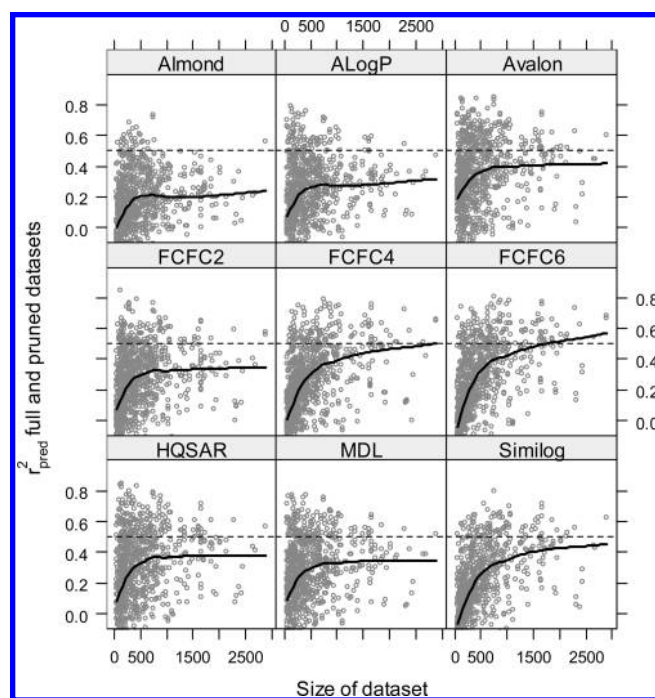 0 500 1500 2500
Almond ALogP Avalon
0.8
0.6
0.4
0.2
0.0
FCFC2 FCFC4 FCFC6
0.8
0.6
0.4
0.2
0.0
HQSAR MDL Similog
0.8
0.6
0.4
0.2
0.0
0 500 1500 2500 0 500 1500 2500
Size of dataset
r²pred full and pruned datasets